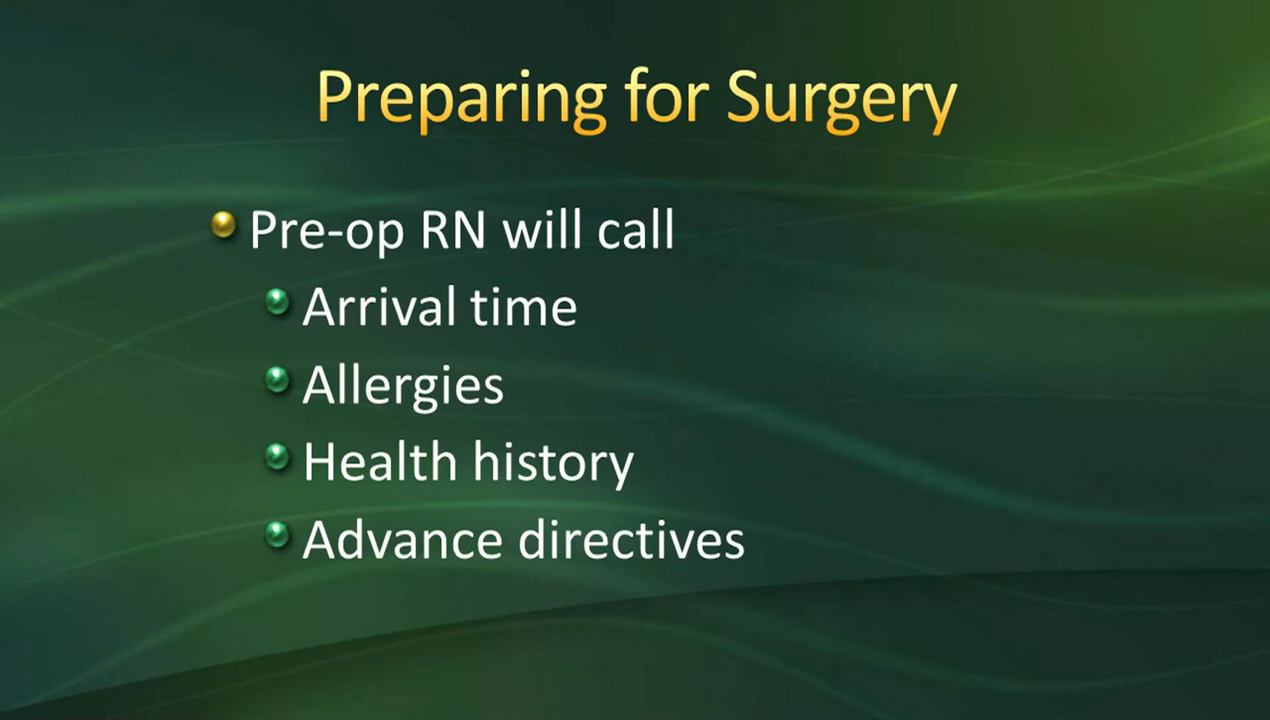 Preparing for Surgery
Pre-op RN will call
Arrival time
Allergies
Health history
Advance directives